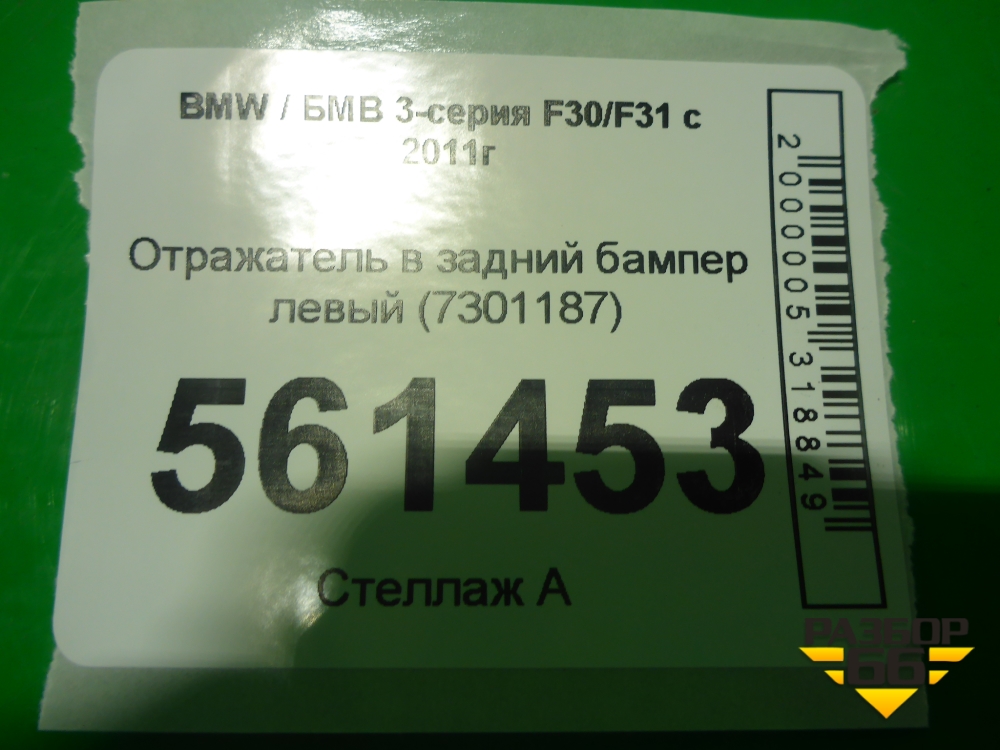 BMW / БМВ 3-серия F30/F31 с
2011г
Отражатель в задний бампер
левый (7301187)
561453
Стеллаж А
2000005318849
РАЗБОР
66